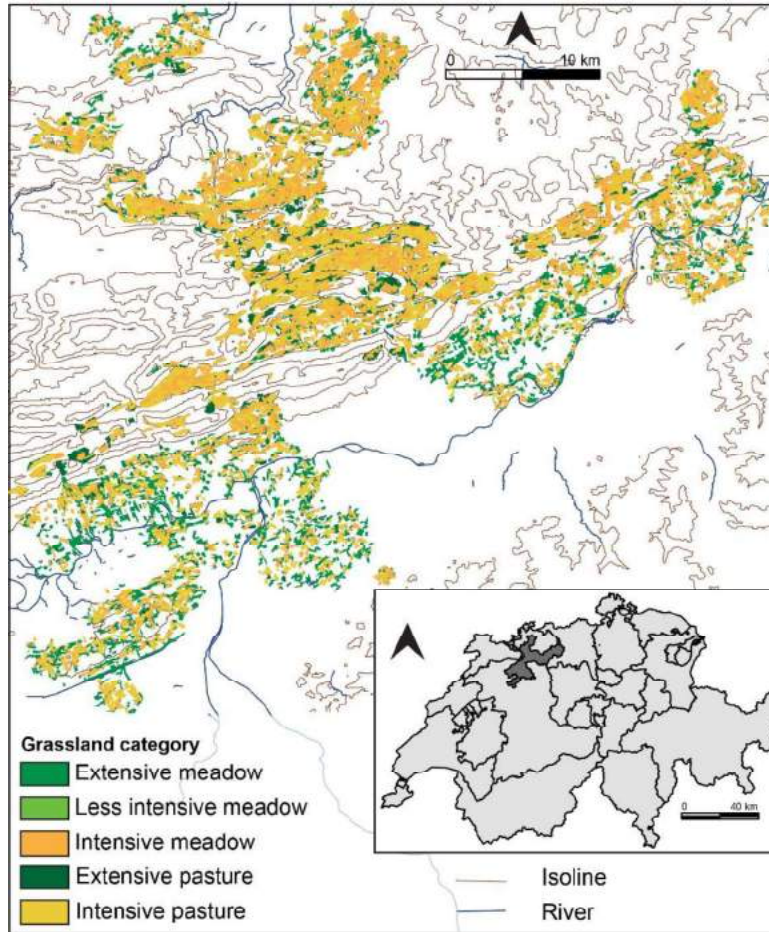 0 10 km
Grassland category
Extensive meadow
Less intensive meadow
Intensive meadow
Extensive pasture
Intensive pasture
0 40 km
Isoline
River